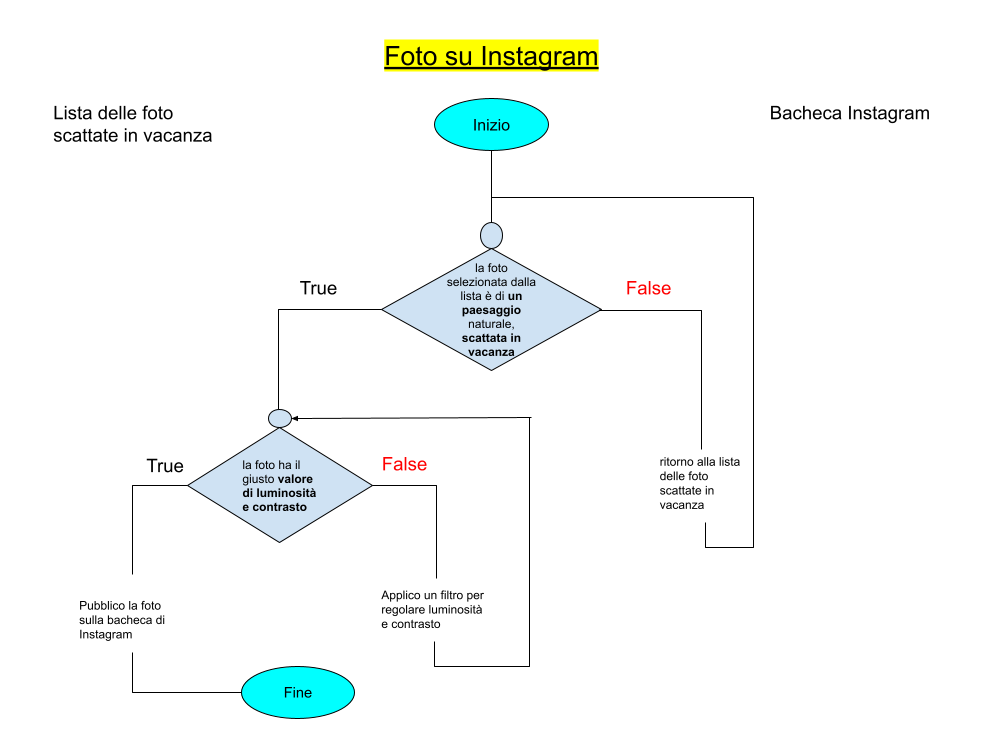 Foto su Instagram
Lista delle foto
scattate in vacanza
Inizio
Bacheca Instagram
la foto
selezionata dalla
lista è di un
paesaggio
naturale,
scattata in
vacanza
True
False
la foto ha il
giusto valore
di luminosità
e contrasto
True
False
ritorno alla lista
delle foto
scattate in
vacanza
Pubblico la foto
sulla bacheca di
Instagram
Applico un filtro per
regolare luminosità
e contrasto
Fine